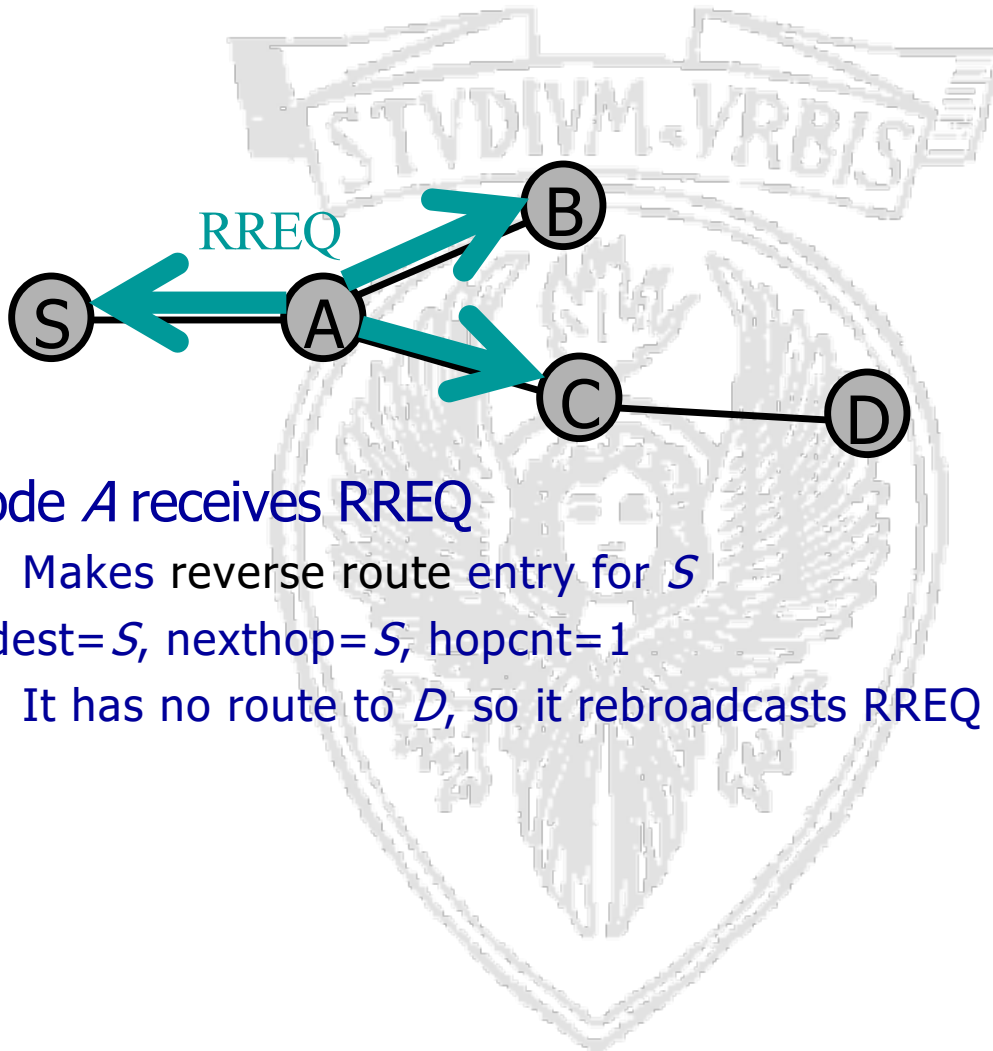 STVDIVM·VRBIS
RREQ
B
S
A
C
D
ode A receives RREQ
Makes reverse route entry for S
dest=S, nexthop=S, hopcnt=1
It has no route to D, so it rebroadcasts RREQ